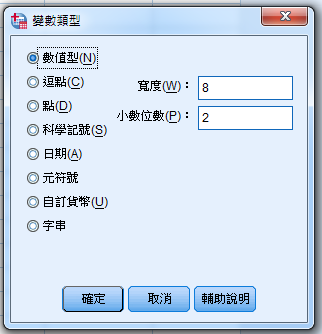 變數類型
數值型(N)
逗點(C)
寬度(W)： 8
點(D)
小數位數(P)： 2
科學記號(S)
日期(A)
元符號
自訂貨幣(U)
字串
確定 取消 輔助說明